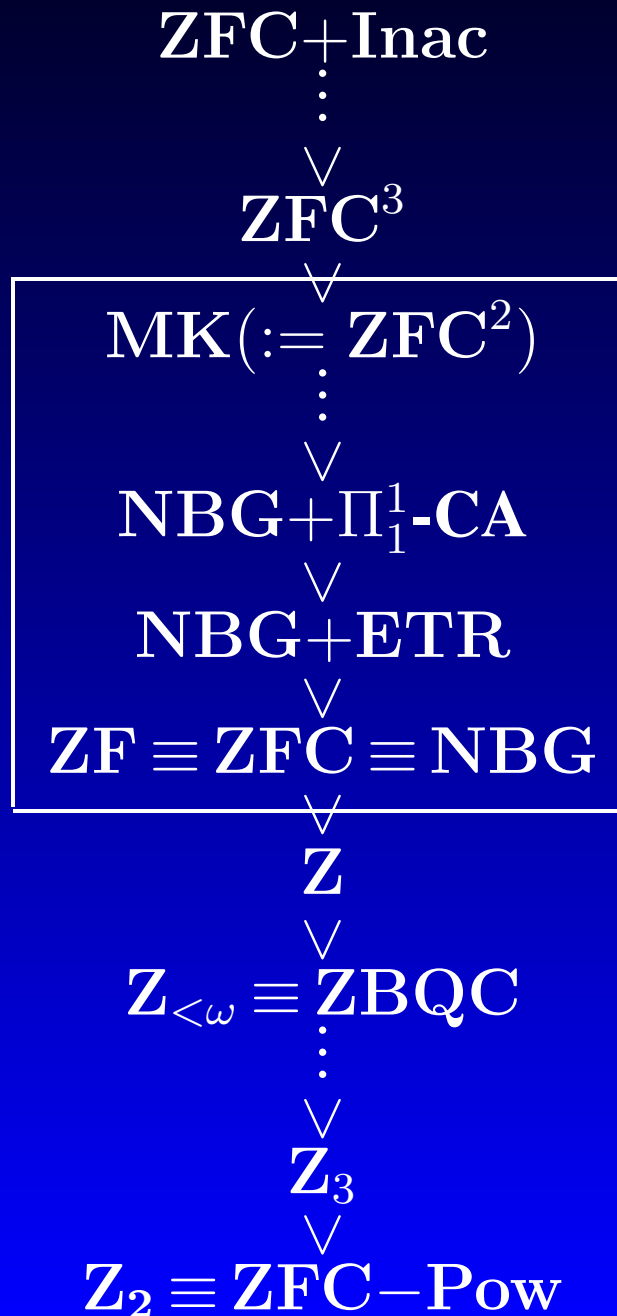 ZFC+Inac
⋮
∨
ZFC³
∨
MK(:= ZFC²)
⋮
∨
NBG+Π¹₁-CA
∨
NBG+ETR
∨
ZF ≡ ZFC ≡ NBG
∨
Z
∨
Z<ω ≡ ZBQC
⋮
∨
Z₃
∨
Z₂ ≡ ZFC−Pow